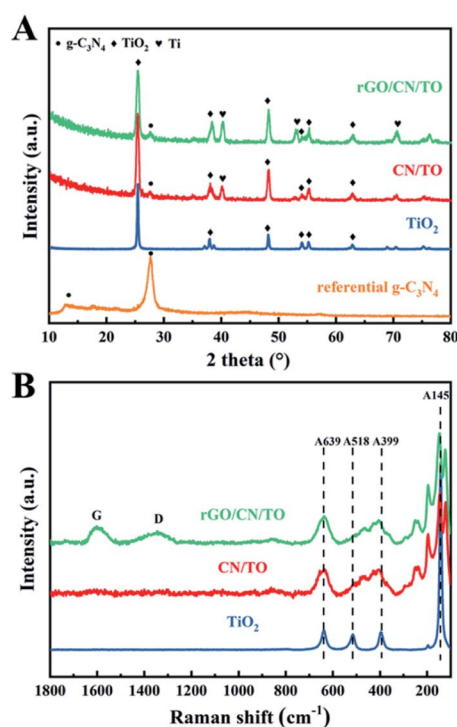 A
• g-C₃N₄ ♦ TiO₂ ♥ Ti
rGO/CN/TO
CN/TO
TiO₂
referential g-C₃N₄
Intensity (a.u.)
10 20 30 40 50 60 70 80
2 theta (°)
B
A145
A639 A518 A399
G D
rGO/CN/TO
CN/TO
TiO₂
Intensity (a.u.)
1800 1600 1400 1200 1000 800 600 400 200
Raman shift (cm⁻¹)